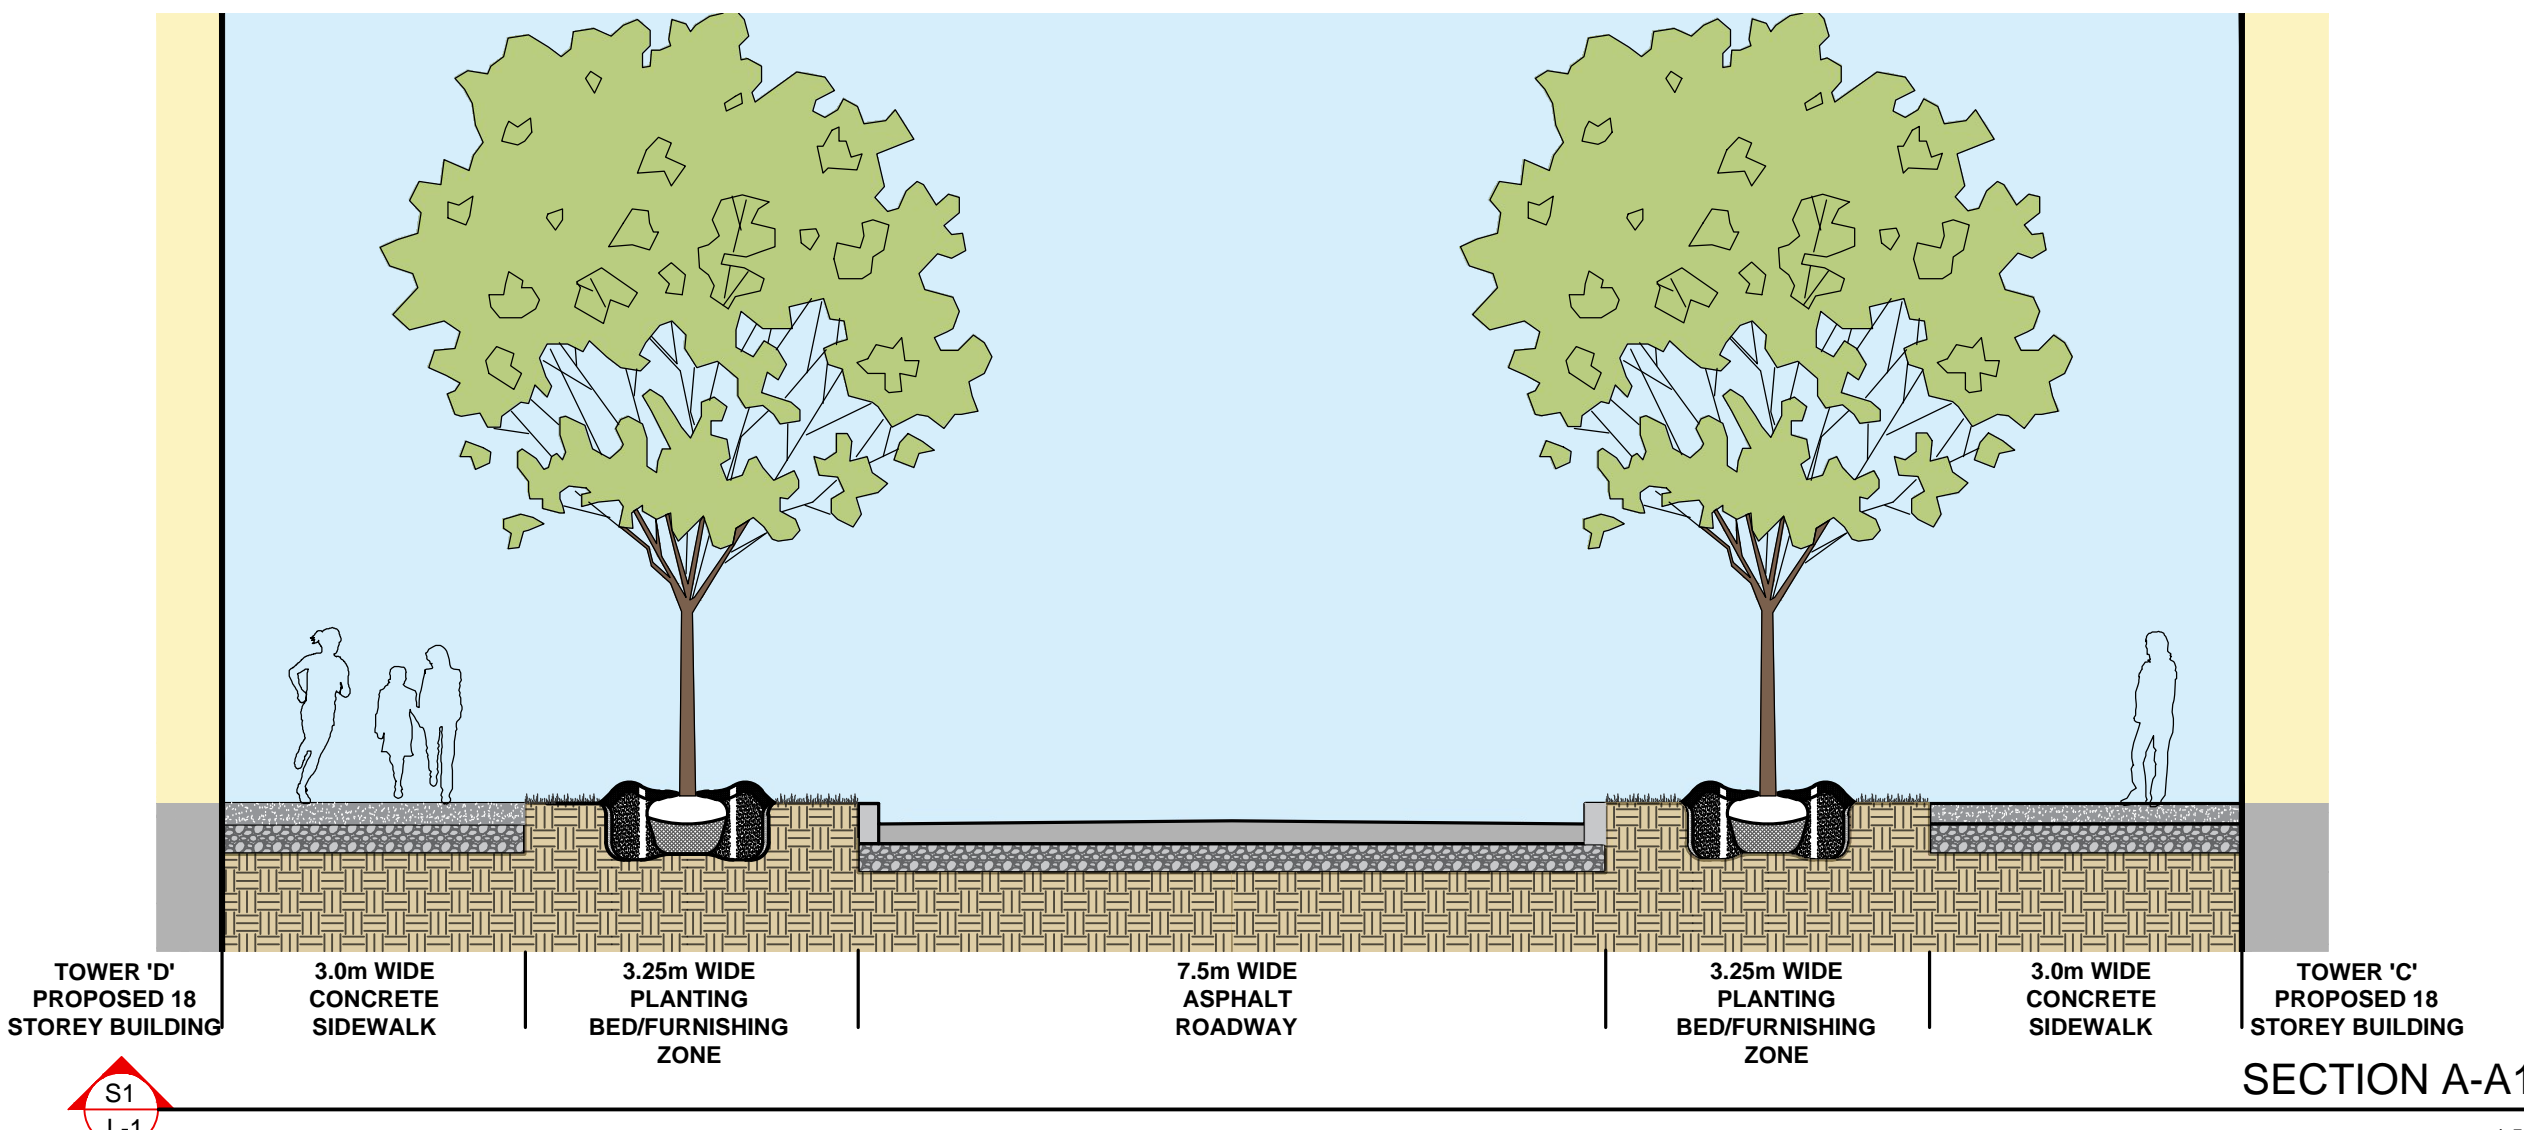 TOWER 'D'
PROPOSED 18
STOREY BUILDING
3.0m WIDE
CONCRETE
SIDEWALK
3.25m WIDE
PLANTING
BED/FURNISHING
ZONE
7.5m WIDE
ASPHALT
ROADWAY
3.25m WIDE
PLANTING
BED/FURNISHING
ZONE
3.0m WIDE
CONCRETE
SIDEWALK
TOWER 'C'
PROPOSED 18
STOREY BUILDING
SECTION A-A1
S1
L-1